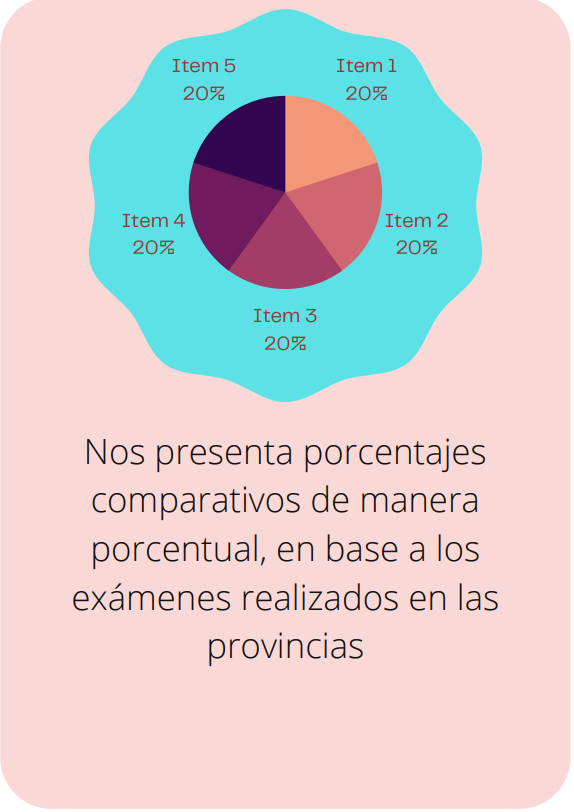 Item 5
20%
Item 1
20%
Item 4
20%
Item 2
20%
Item 3
20%
Nos presenta porcentajes
comparativos de manera
porcentual, en base a los
exámenes realizados en las
provincias